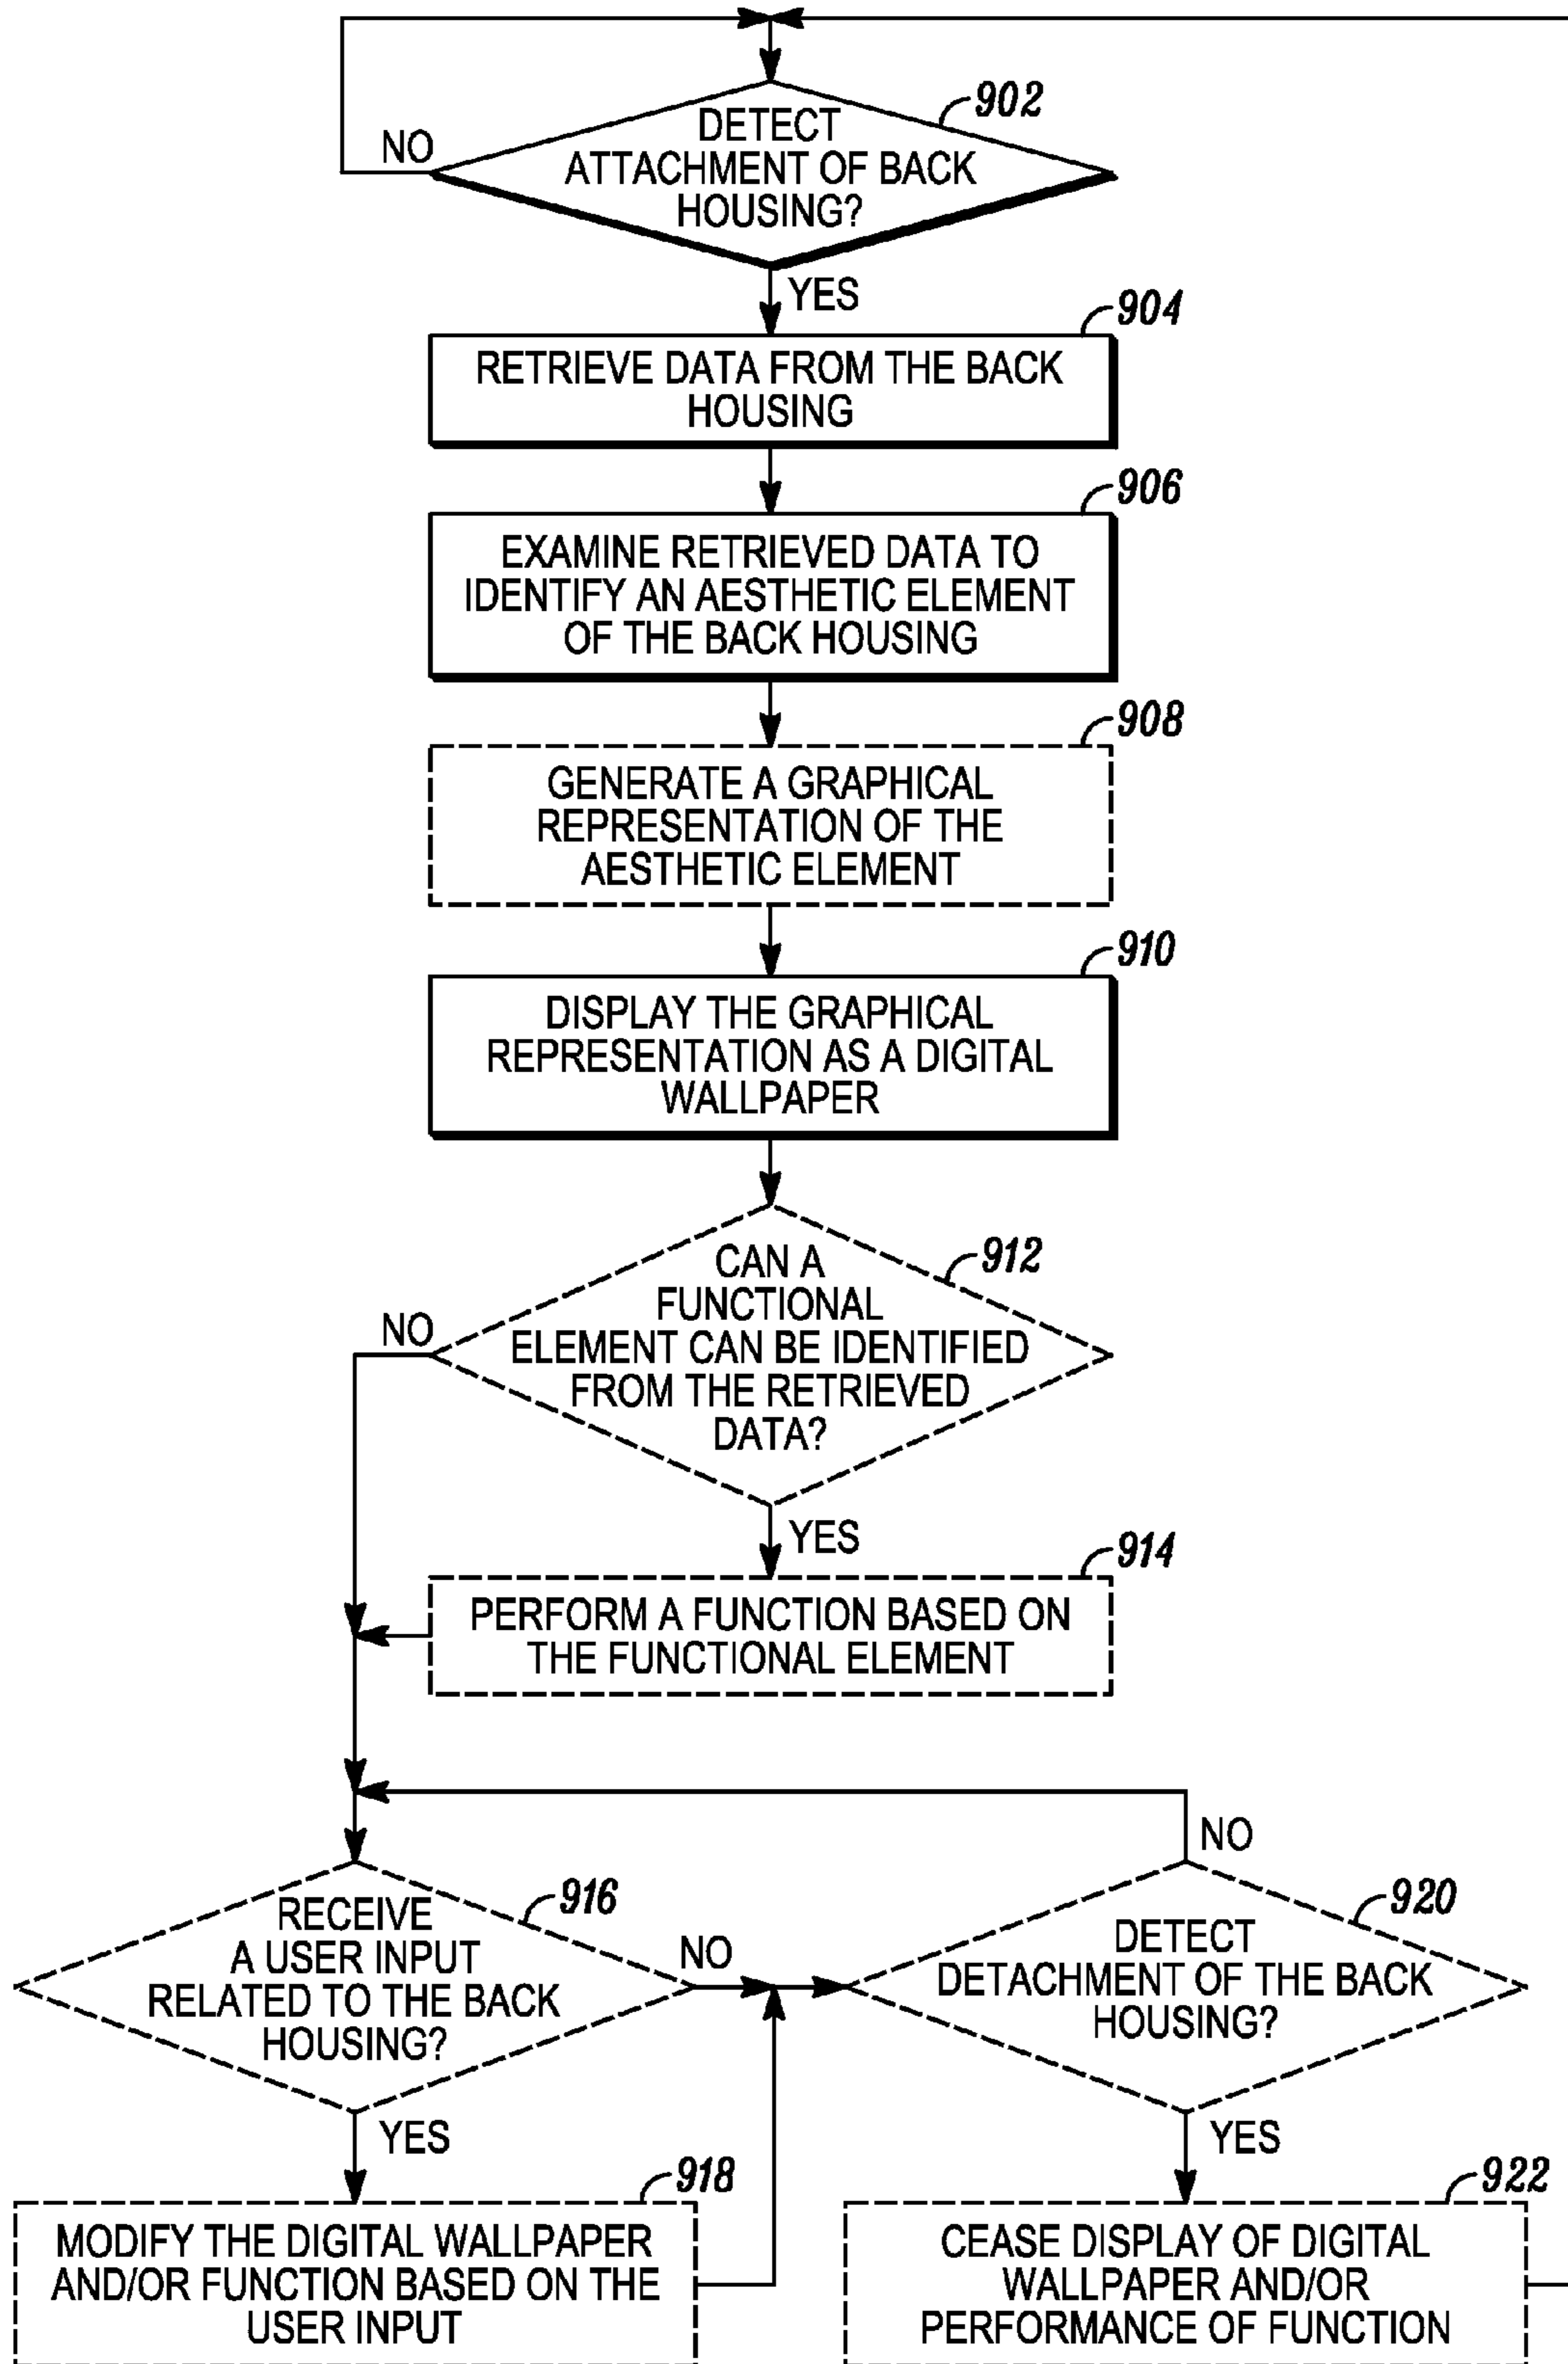 902
DETECT
ATTACHMENT OF BACK
HOUSING?
NO
YES
904
RETRIEVE DATA FROM THE BACK
HOUSING
906
EXAMINE RETRIEVED DATA TO
IDENTIFY AN AESTHETIC ELEMENT
OF THE BACK HOUSING
908
GENERATE A GRAPHICAL
REPRESENTATION OF THE
AESTHETIC ELEMENT
910
DISPLAY THE GRAPHICAL
REPRESENTATION AS A DIGITAL
WALLPAPER
912
CAN A
FUNCTIONAL
ELEMENT CAN BE IDENTIFIED
FROM THE RETRIEVED
DATA?
NO
YES
914
PERFORM A FUNCTION BASED ON
THE FUNCTIONAL ELEMENT
916
RECEIVE
A USER INPUT
RELATED TO THE BACK
HOUSING?
NO
YES
918
MODIFY THE DIGITAL WALLPAPER
AND/OR FUNCTION BASED ON THE
USER INPUT
NO
920
DETECT
DETACHMENT OF THE BACK
HOUSING?
YES
922
CEASE DISPLAY OF DIGITAL
WALLPAPER AND/OR
PERFORMANCE OF FUNCTION